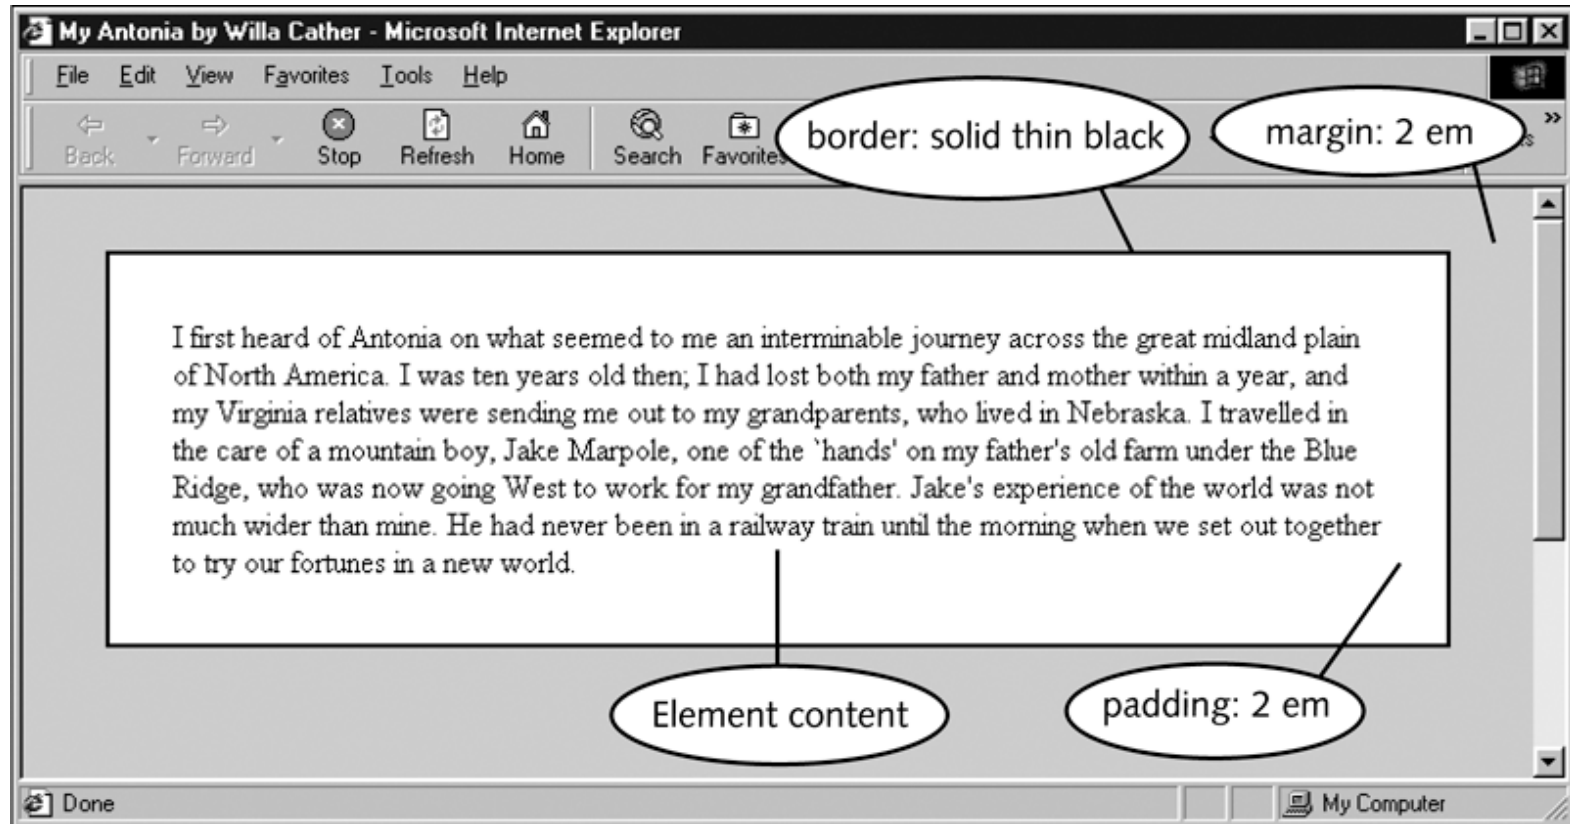 My Antonia by Willa Cather - Microsoft Internet Explorer
File Edit View Favorites Tools Help
Back Forward Stop Refresh Home Search Favorites
border: solid thin black
margin: 2 em
I first heard of Antonia on what seemed to me an interminable journey across the great midland plain
of North America. I was ten years old then; I had lost both my father and mother within a year, and
my Virginia relatives were sending me out to my grandparents, who lived in Nebraska. I travelled in
the care of a mountain boy, Jake Marpole, one of the `hands' on my father's old farm under the Blue
Ridge, who was now going West to work for my grandfather. Jake's experience of the world was not
much wider than mine. He had never been in a railway train until the morning when we set out together
to try our fortunes in a new world.
Element content
padding: 2 em
Done My Computer